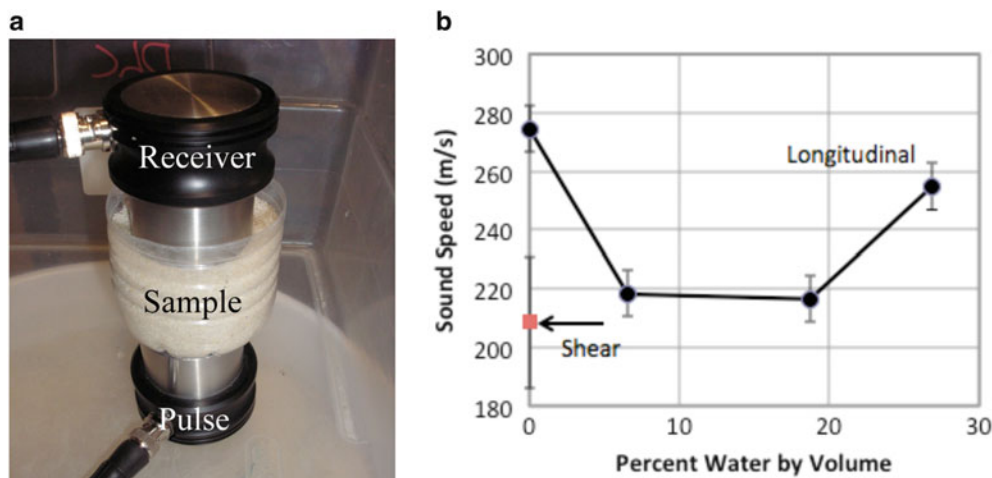 a
Receiver
Sample
Pulse
b
300
280
260
240
220
200
180
Sound Speed (m/s)
Longitudinal
Shear
0
10
20
30
Percent Water by Volume